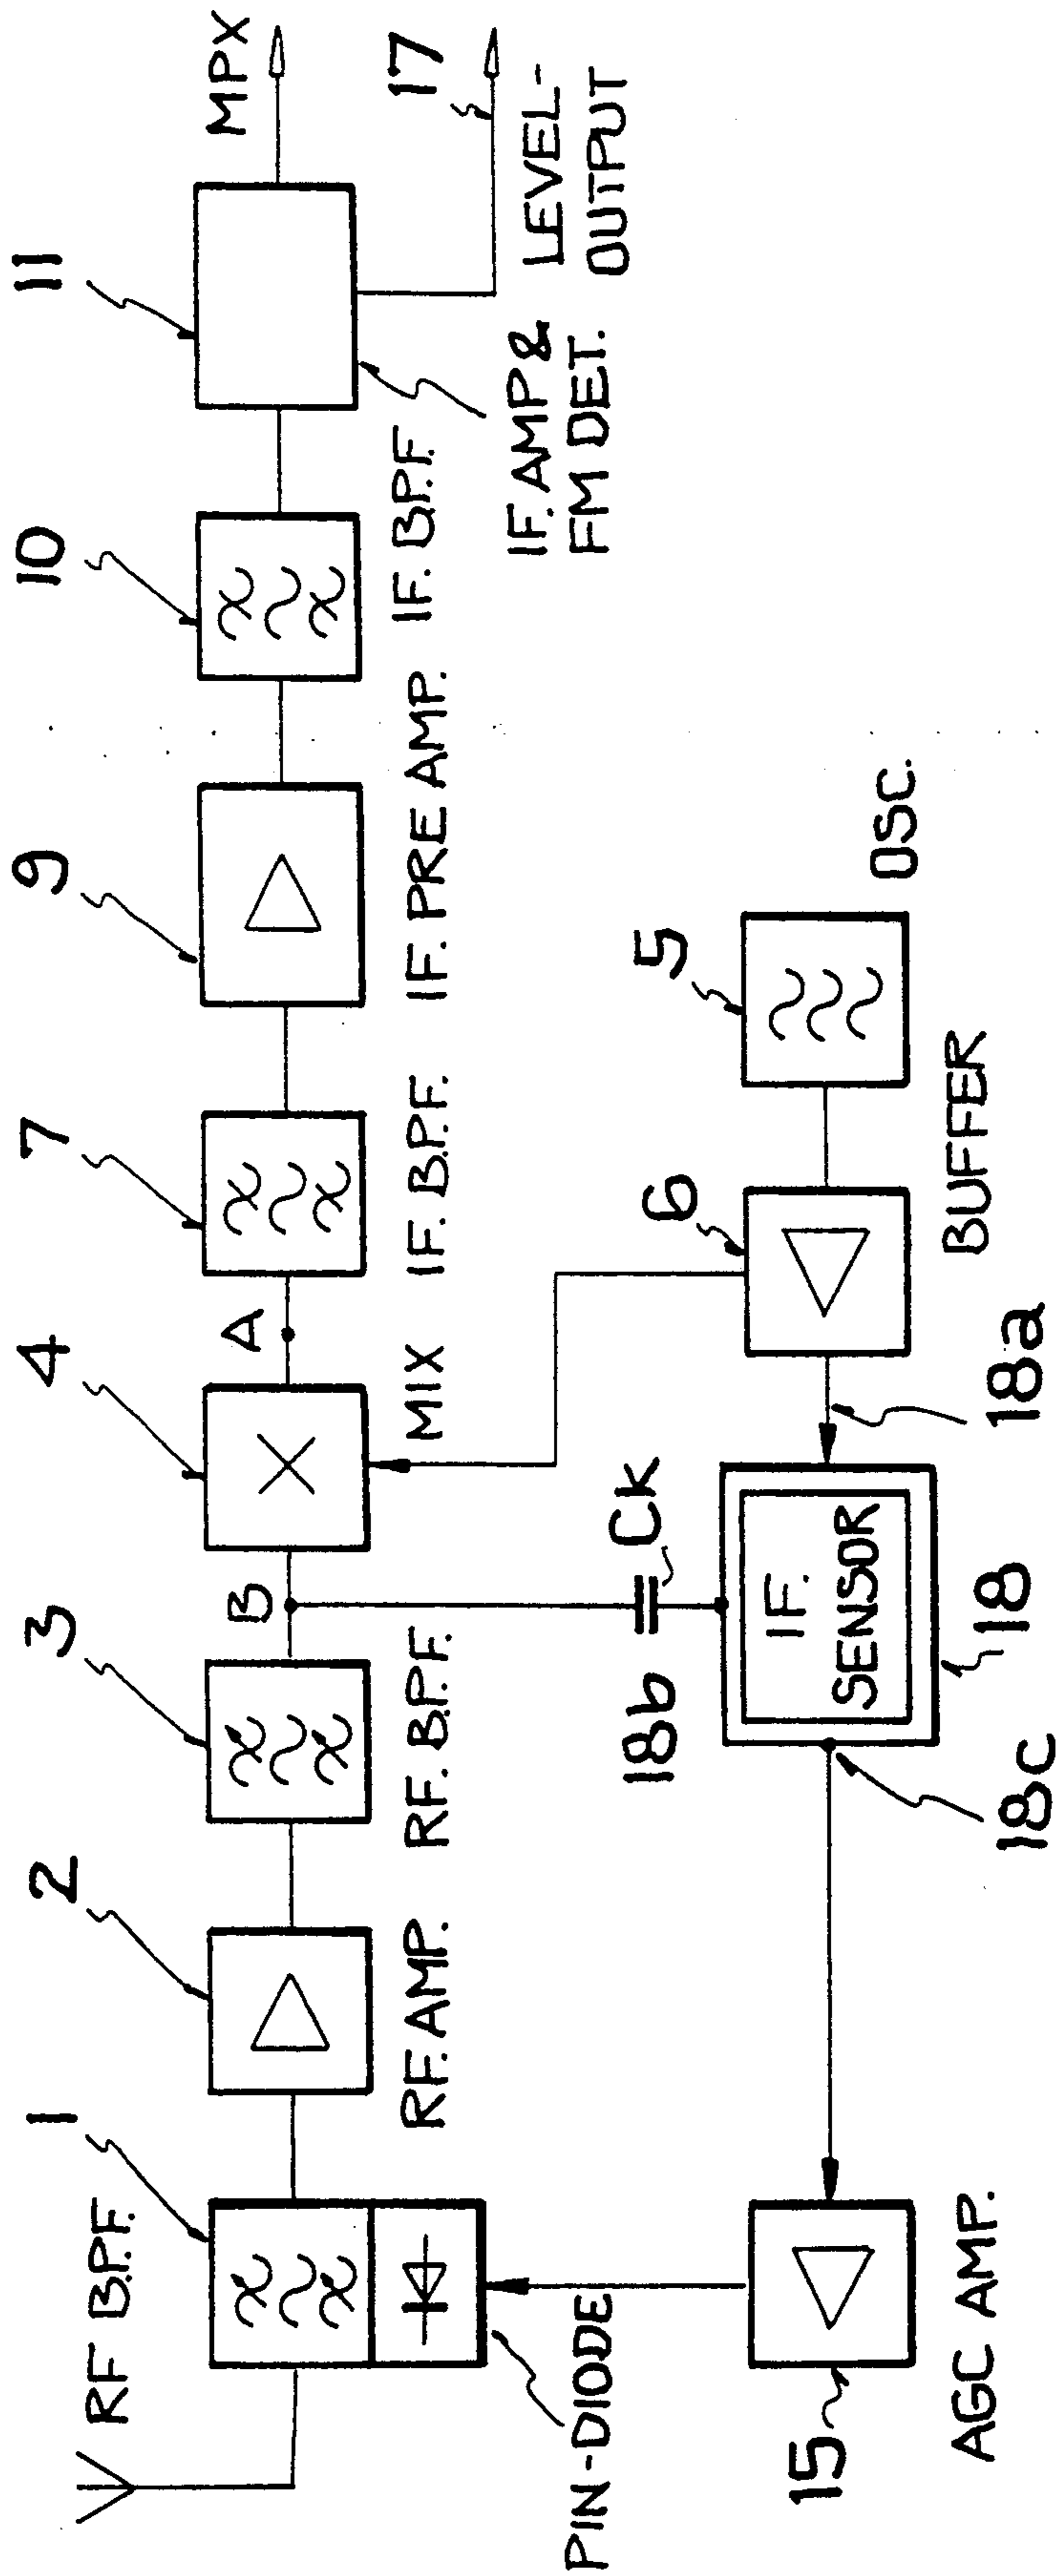 1
2
3
4
7
9
10
11
RF B.P.F.
B
A
MPX
17
RF. AMP.
RF. B.P.F.
MIX
IF. B.P.F.
IF. PRE AMP.
IF. B.P.F
IF. AMP &
FM DET.
LEVEL-
OUTPUT
PIN-DIODE
18b
CK
6
5
IF.
SENSOR
15
AGC AMP.
18c
18
18a
BUFFER
OSC.